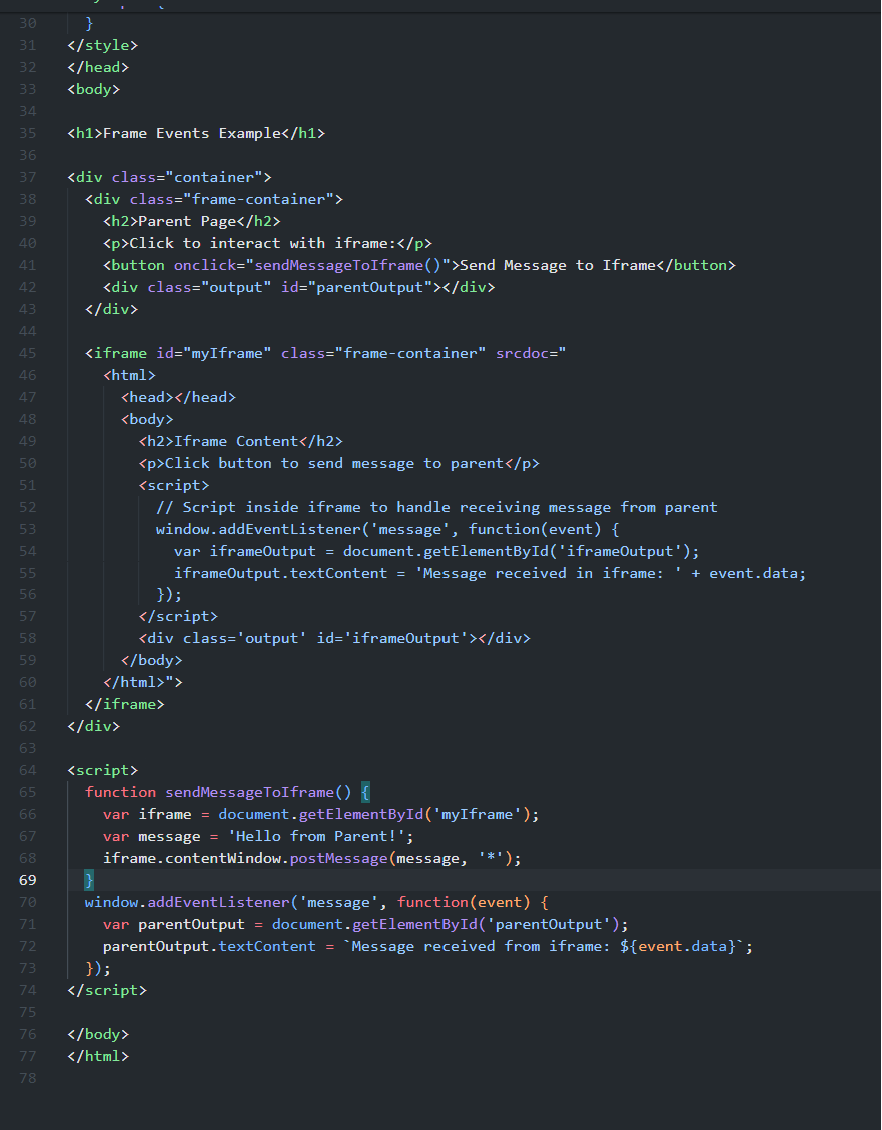 30 }
31 </style>
32 </head>
33 <body>
34
35 <h1>Frame Events Example</h1>
36
37 <div class="container">
38 <div class="frame-container">
39 <h2>Parent Page</h2>
40 <p>Click to interact with iframe:</p>
41 <button onclick="sendMessageToIframe()">Send Message to Iframe</button>
42 <div class="output" id="parentOutput"></div>
43 </div>
44
45 <iframe id="myIframe" class="frame-container" srcdoc="
46 <html>
47 <head></head>
48 <body>
49 <h2>Iframe Content</h2>
50 <p>Click button to send message to parent</p>
51 <script>
52 // Script inside iframe to handle receiving message from parent
53 window.addEventListener('message', function(event) {
54 var iframeOutput = document.getElementById('iframeOutput');
55 iframeOutput.textContent = 'Message received in iframe: ' + event.data;
56 });
57 </script>
58 <div class='output' id='iframeOutput'></div>
59 </body>
60 </html>">
61 </iframe>
62 </div>
63
64 <script>
65 function sendMessageToIframe() {
66 var iframe = document.getElementById('myIframe');
67 var message = 'Hello from Parent!';
68 iframe.contentWindow.postMessage(message, '*');
69 }
70 window.addEventListener('message', function(event) {
71 var parentOutput = document.getElementById('parentOutput');
72 parentOutput.textContent = `Message received from iframe: ${event.data}`;
73 });
74 </script>
75
76 </body>
77 </html>
78